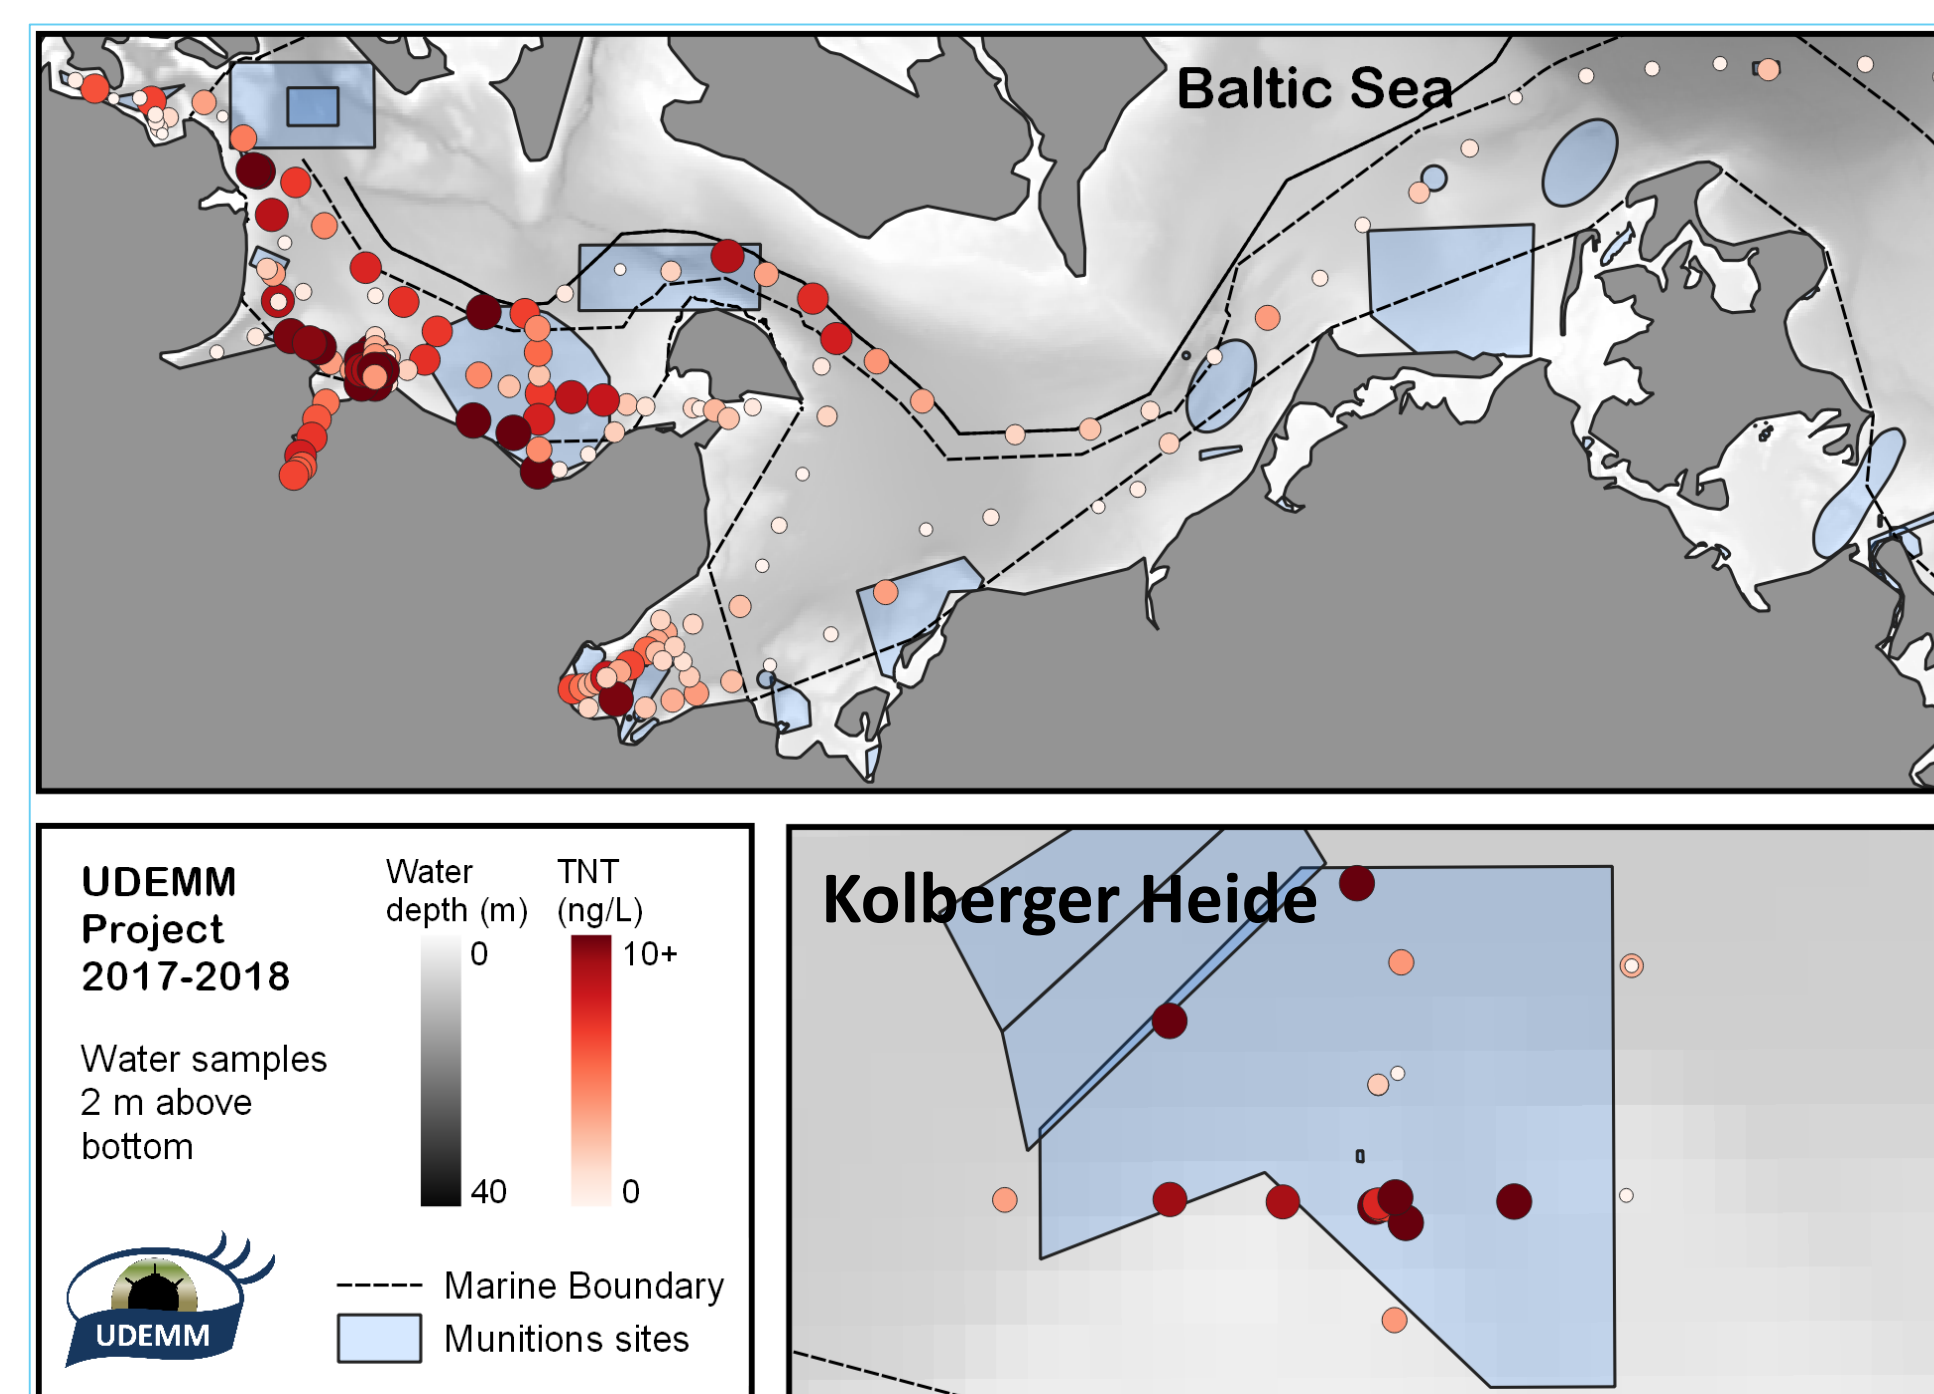 Baltic Sea
UDEMM
Project
2017-2018
Water samples
2 m above
bottom
Water
depth (m)
0
40
TNT
(ng/L)
10+
0
UDEMM
Marine Boundary
Munitions sites
Kolberger Heide